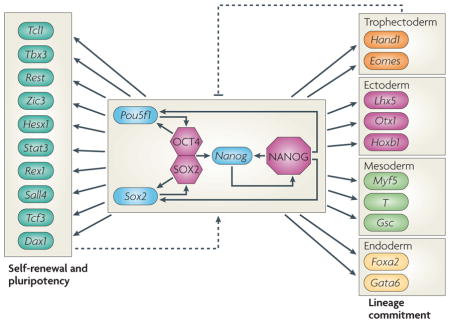 Tcl1
Tbx3
Rest
Zic3
Hesx1
Stat3
Rex1
Sall4
Tcf3
Dax1
Self-renewal and
pluripotency
Pou5f1
OCT4
SOX2
Sox2
Nanog
NANOG
Trophectoderm
Hand1
Eomes
Ectoderm
Lhx5
Otx1
Hoxb1
Mesoderm
Myf5
T
Gsc
Endoderm
Foxa2
Gata6
Lineage
commitment